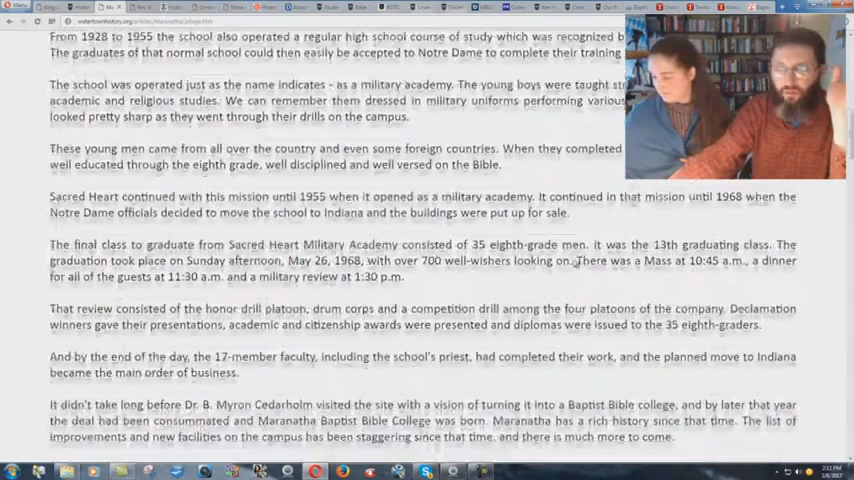 Menu
watertownhistory.org/articles/MaranathaCollege.htm
From 1928 to 1955 the school also operated a regular high school course of study which was recognized b
The graduates of that normal school could then easily be accepted to Notre Dame to complete their training
The school was operated just as the name indicates - as a military academy. The young boys were taught str
academic and religious studies. We can remember them dressed in military uniforms performing various
looked pretty sharp as they went through their drills on the campus.
These young men came from all over the country and even some foreign countries. When they completed
well educated through the eighth grade, well disciplined and well versed on the Bible.
Sacred Heart continued with this mission until 1955 when it opened as a military academy. It continued in that mission until 1968 when the
Notre Dame officials decided to move the school to Indiana and the buildings were put up for sale.
The final class to graduate from Sacred Heart Military Academy consisted of 35 eighth-grade men. It was the 13th graduating class. The
graduation took place on Sunday afternoon, May 26, 1968, with over 700 well-wishers looking on. There was a Mass at 10:45 a.m., a dinner
for all of the guests at 11:30 a.m. and a military review at 1:30 p.m.
That review consisted of the honor drill platoon, drum corps and a competition drill among the four platoons of the company. Declamation
winners gave their presentations, academic and citizenship awards were presented and diplomas were issued to the 35 eighth-graders.
And by the end of the day, the 17-member faculty, including the school's priest, had completed their work, and the planned move to Indiana
became the main order of business.
It didn't take long before Dr. B. Myron Cedarholm visited the site with a vision of turning it into a Baptist Bible college, and by later that year
the deal had been consummated and Maranatha Baptist Bible College was born. Maranatha has a rich history since that time. The list of
improvements and new facilities on the campus has been staggering since that time, and there is much more to come.
2:12 PM